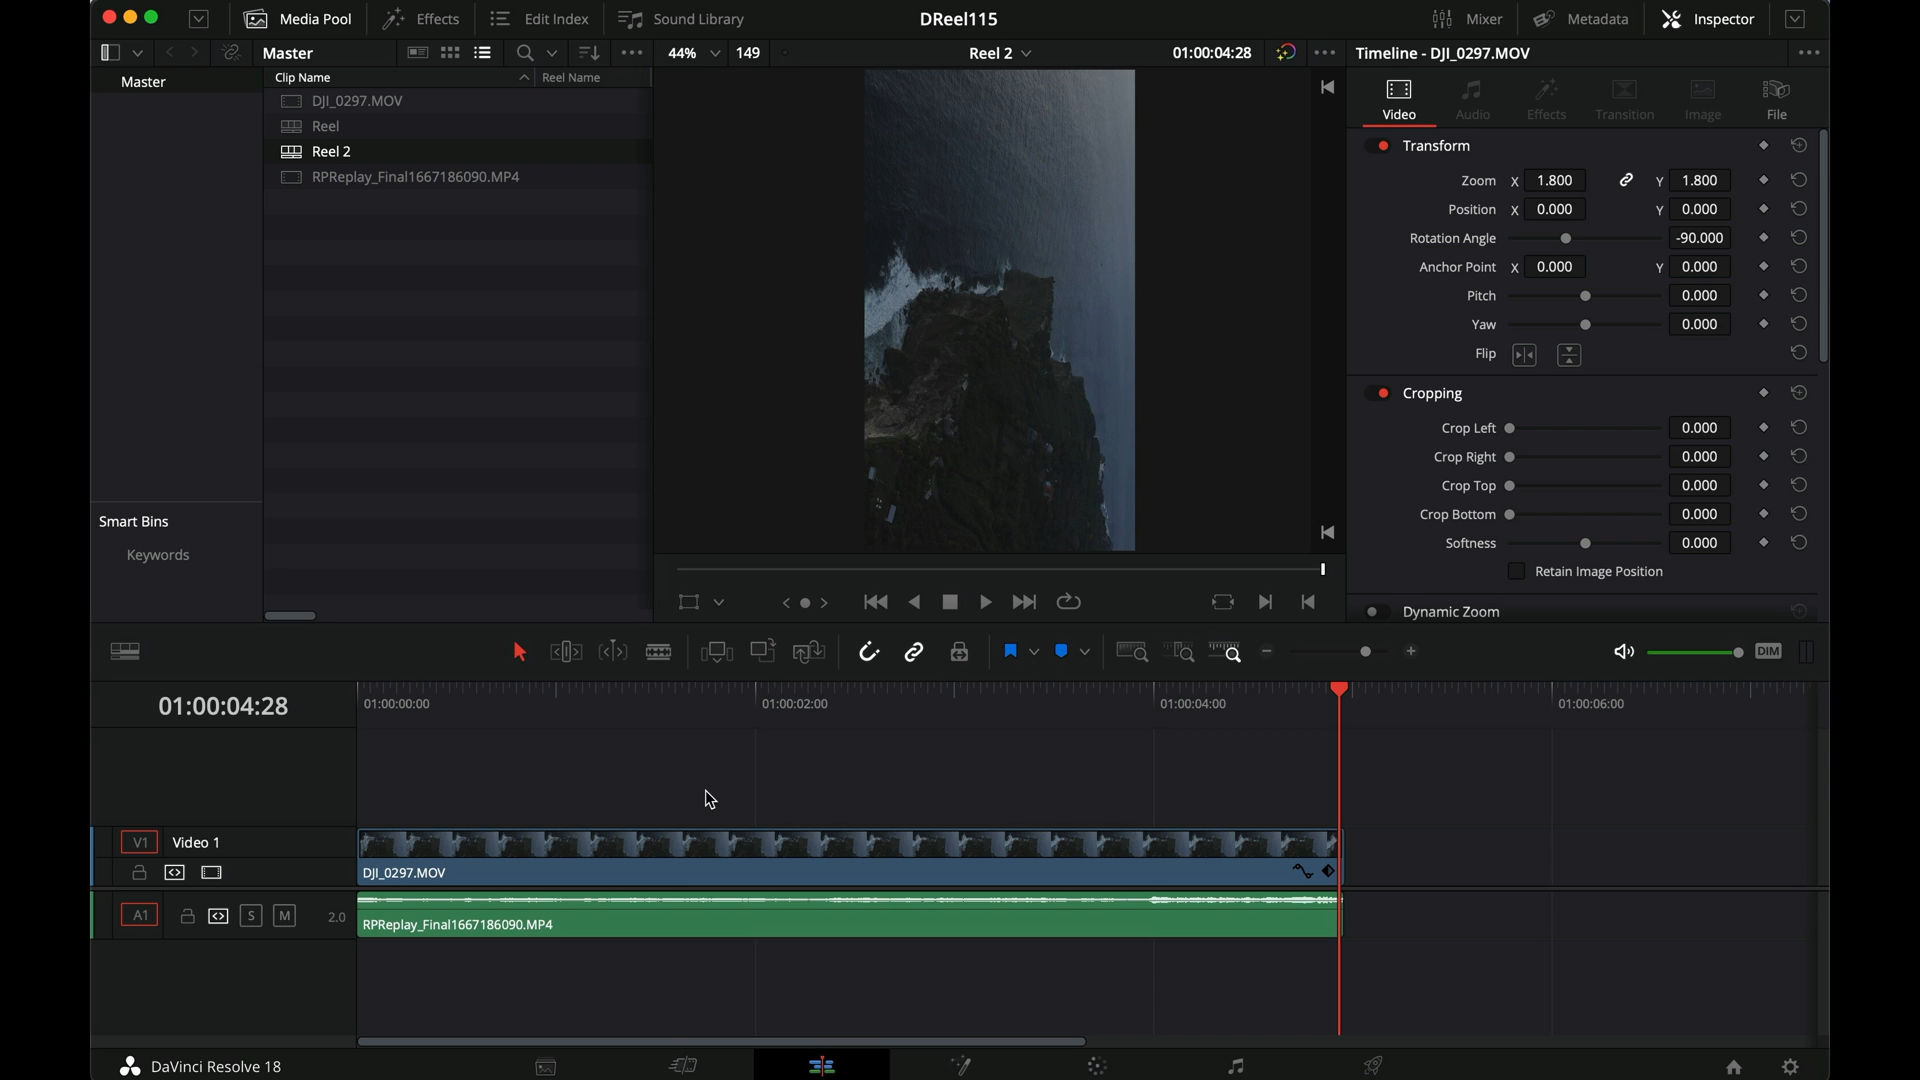 Media Pool Effects Edit Index Sound Library DReel115 Mixer Metadata Inspector
Master 44% 149 Reel 2 01:00:04:28 Timeline - DJI_0297.MOV
Master Clip Name Reel Name
DJI_0297.MOV
Reel
Reel 2
RPReplay_Final1667186090.MP4
Smart Bins
Keywords
Video Audio Effects Transition Image File
Transform
Zoom X 1.800 Y 1.800
Position X 0.000 Y 0.000
Rotation Angle -90.000
Anchor Point X 0.000 Y 0.000
Pitch 0.000
Yaw 0.000
Flip
Cropping
Crop Left 0.000
Crop Right 0.000
Crop Top 0.000
Crop Bottom 0.000
Softness 0.000
Retain Image Position
Dynamic Zoom
DIM
01:00:04:28 01:00:00:00 01:00:02:00 01:00:04:00 01:00:06:00
V1 Video 1
DJI_0297.MOV
A1 S M 2.0
RPReplay_Final1667186090.MP4
DaVinci Resolve 18